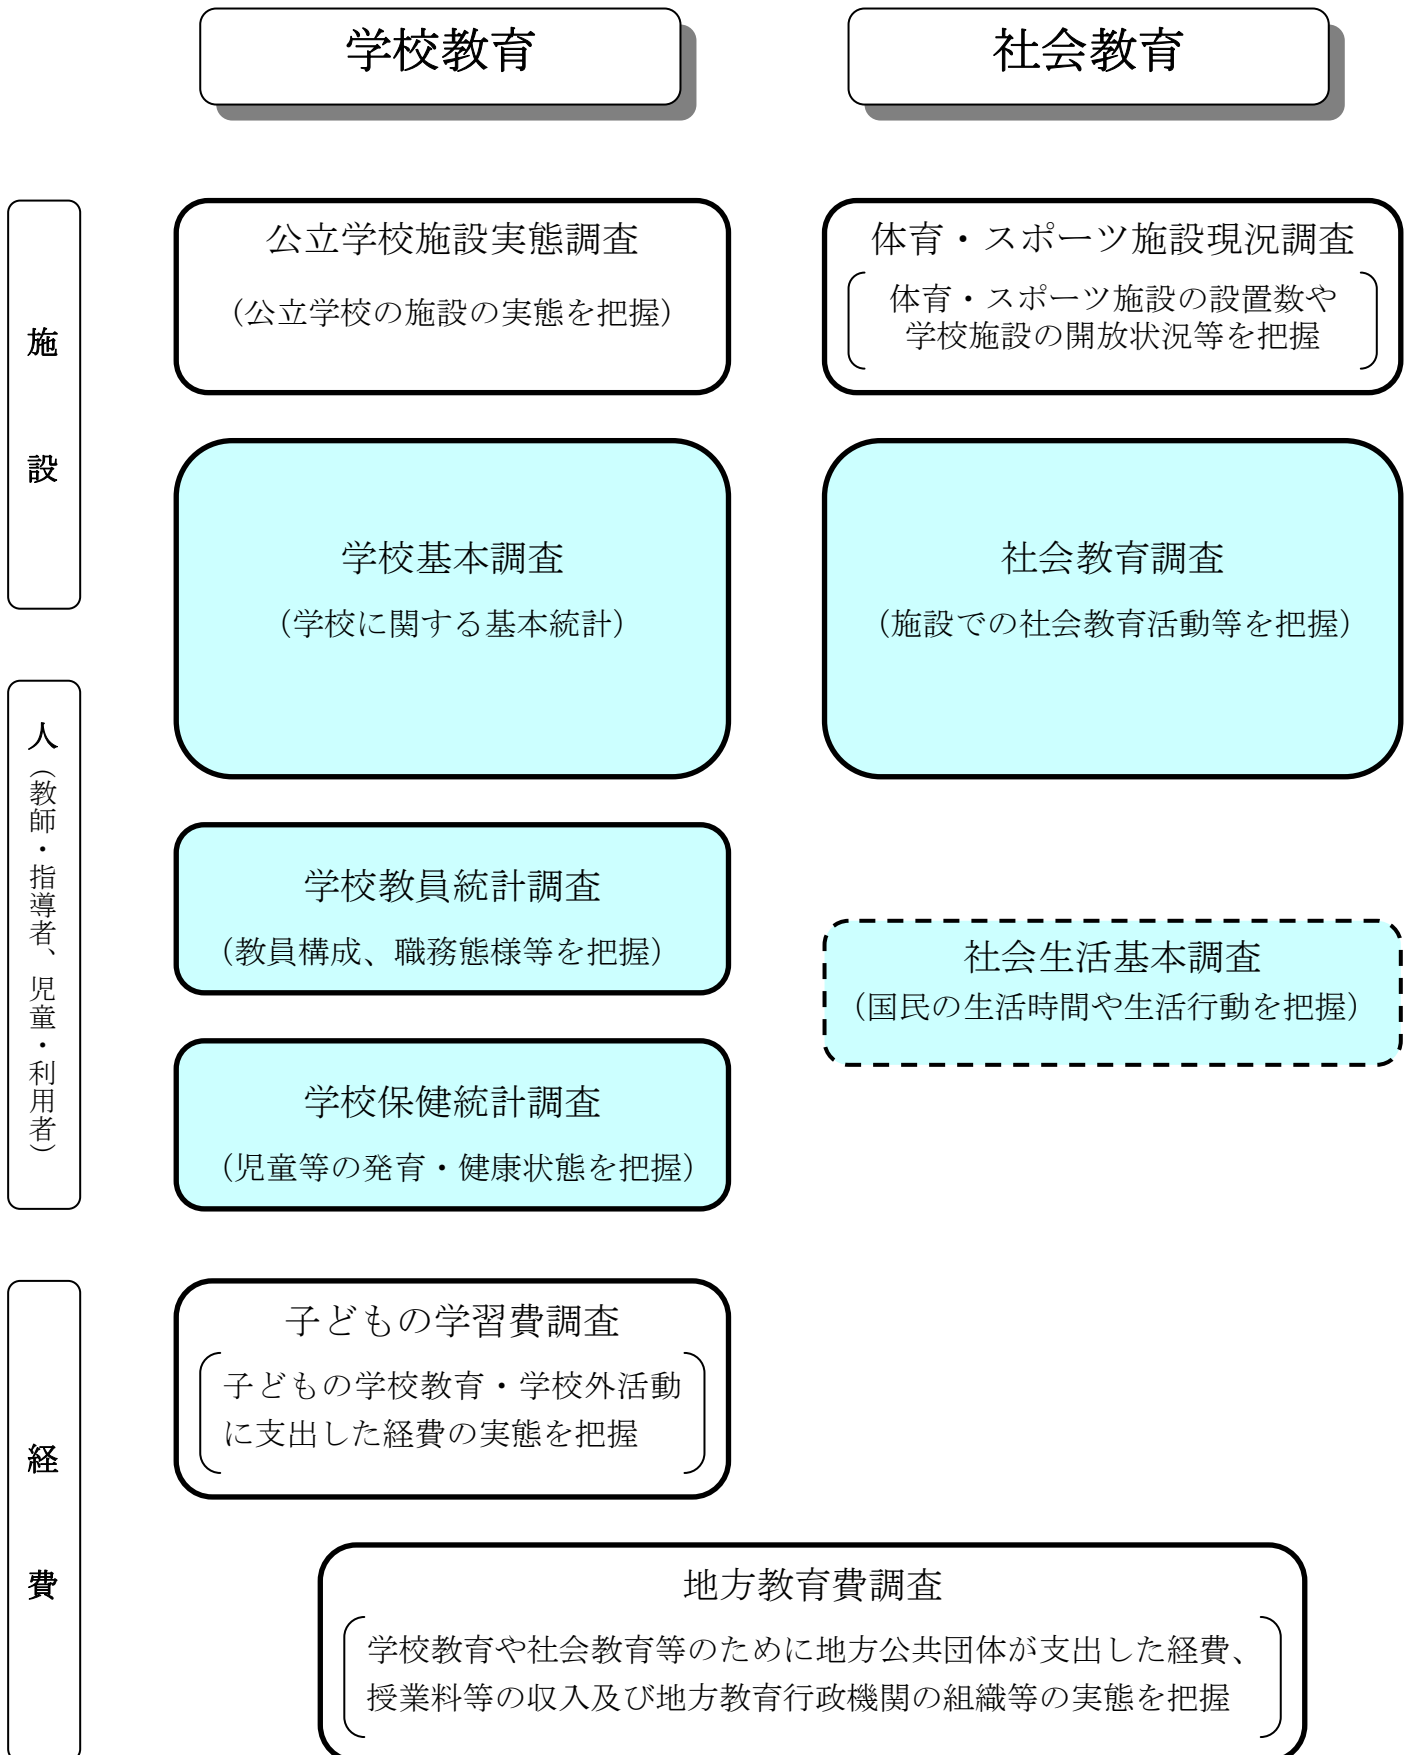 学校教育
社会教育
施設
公立学校施設実態調査
（公立学校の施設の実態を把握）
体育・スポーツ施設現況調査
体育・スポーツ施設の設置数や
学校施設の開放状況等を把握
学校基本調査
（学校に関する基本統計）
社会教育調査
（施設での社会教育活動等を把握）
人（教師・指導者、児童・利用者）
学校教員統計調査
（教員構成、職務態様等を把握）
社会生活基本調査
（国民の生活時間や生活行動を把握）
学校保健統計調査
（児童等の発育・健康状態を把握）
経費
子どもの学習費調査
子どもの学校教育・学校外活動
に支出した経費の実態を把握
地方教育費調査
学校教育や社会教育等のために地方公共団体が支出した経費、
授業料等の収入及び地方教育行政機関の組織等の実態を把握